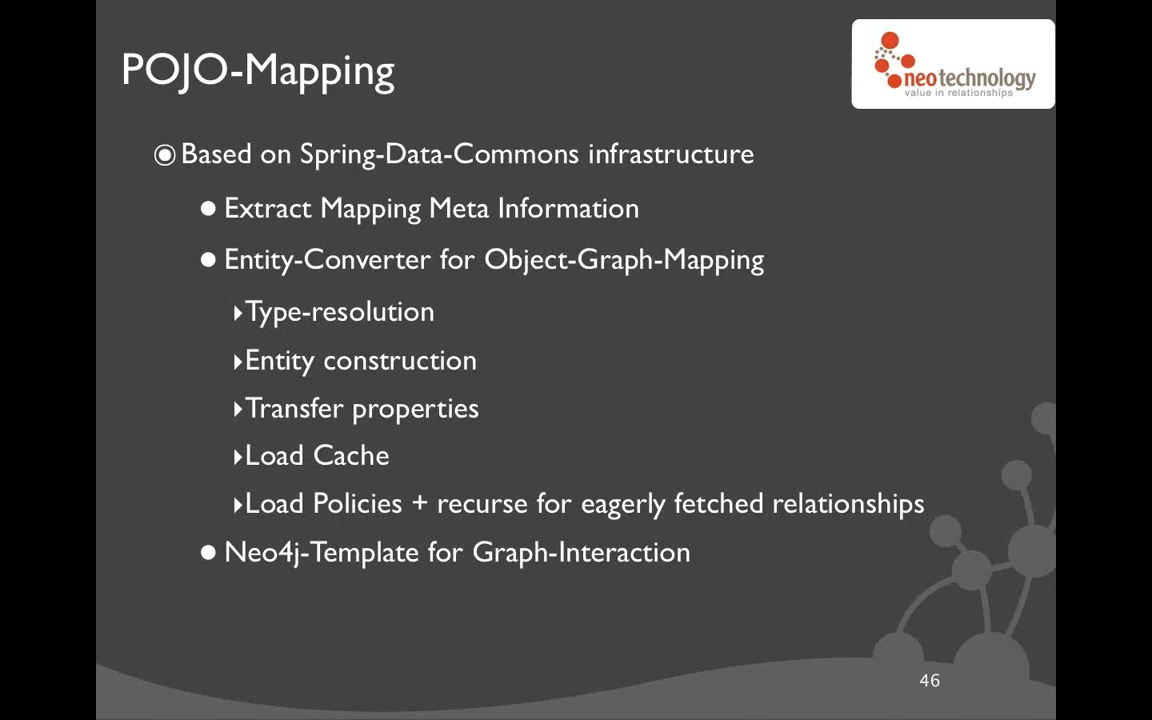 POJO-Mapping
neotechnology
value in relationships
Based on Spring-Data-Commons infrastructure
Extract Mapping Meta Information
Entity-Converter for Object-Graph-Mapping
Type-resolution
Entity construction
Transfer properties
Load Cache
Load Policies + recurse for eagerly fetched relationships
Neo4j-Template for Graph-Interaction
46